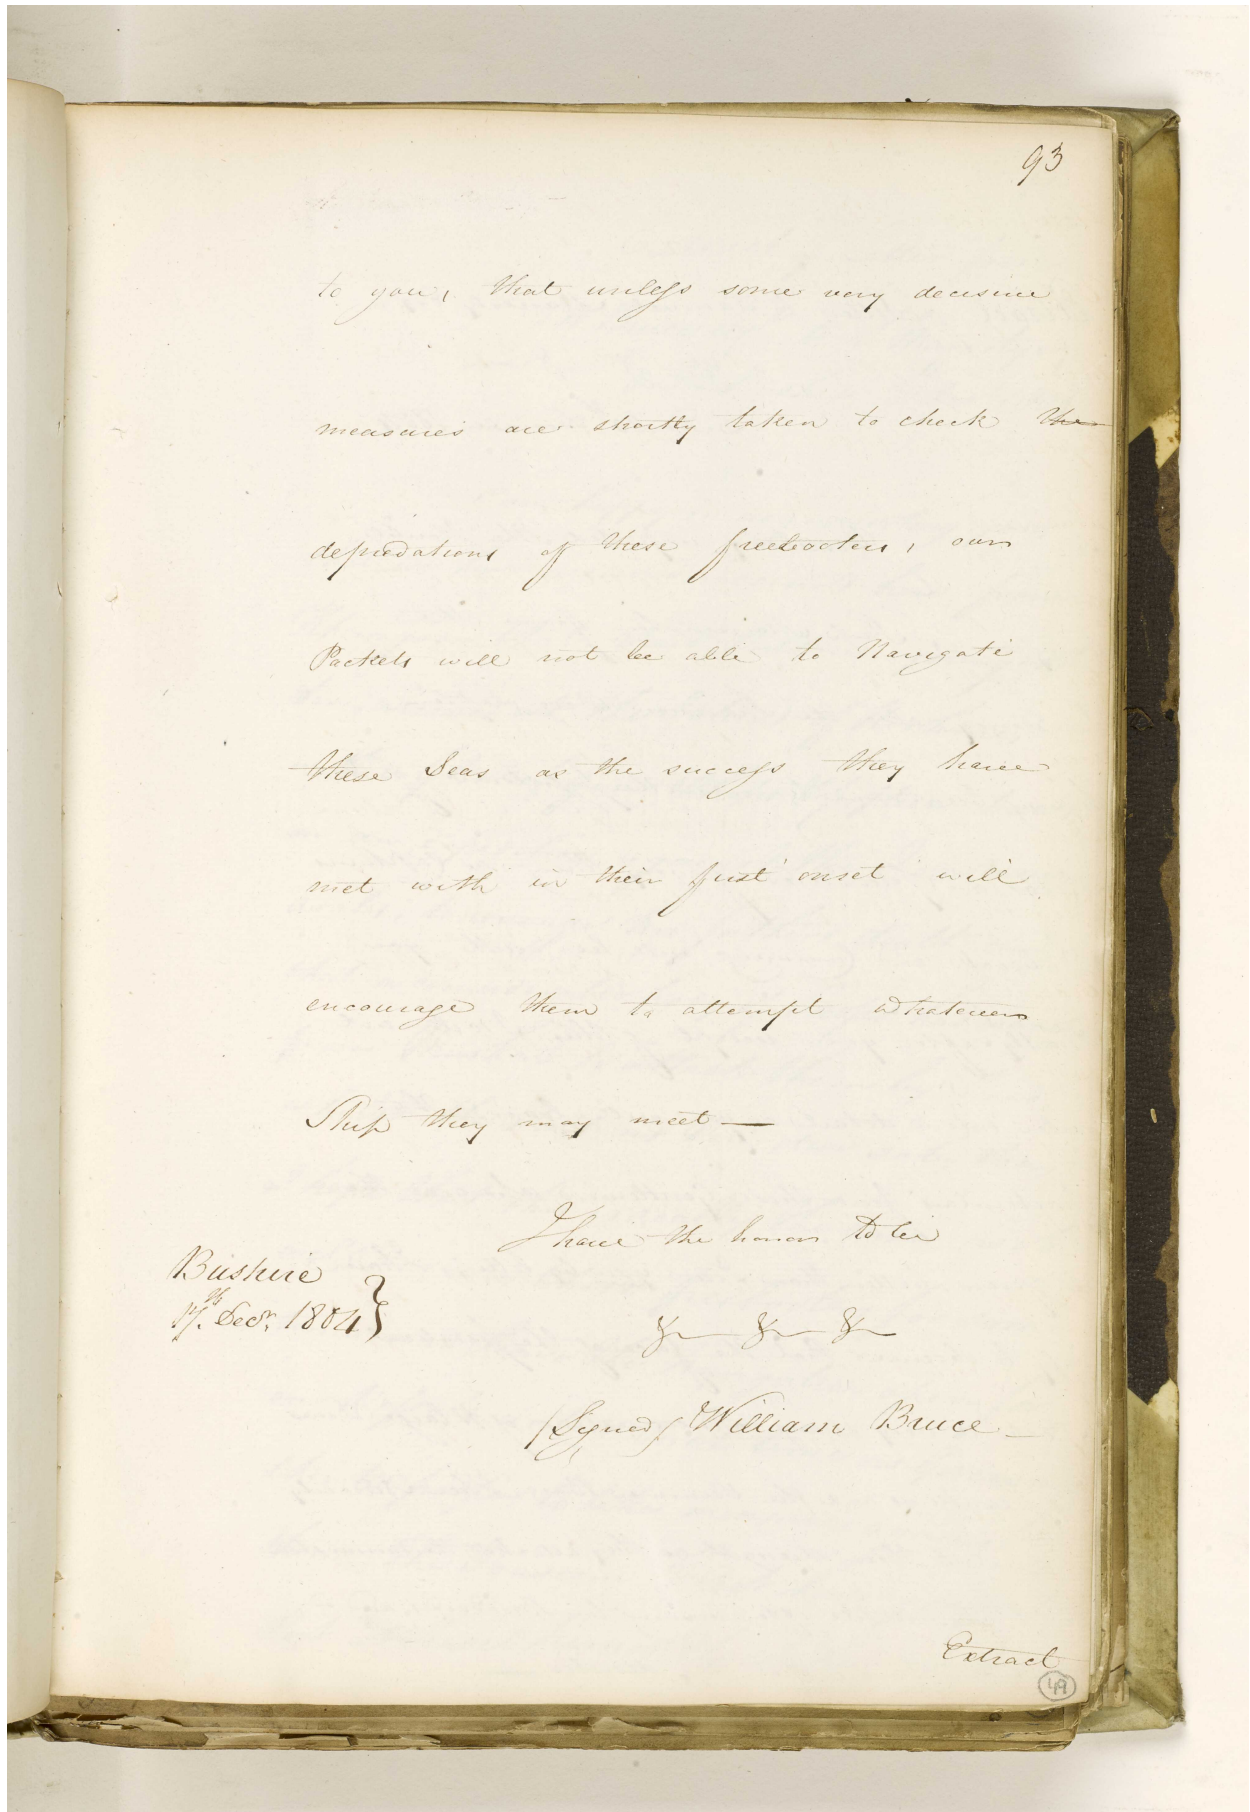 93
to you, that unless some very decisive
measures are shortly taken to check the
depredations of these freebooters, our
Packets will not be able to Navigate
these Seas as the success they have
met with in their first onset will
encourage them to attempt whatever
Ship they may meet —
I have the honor to be
Bushire
17.th Decr. 1804
&— &— &—
(Signed) William Bruce —
Extract
49